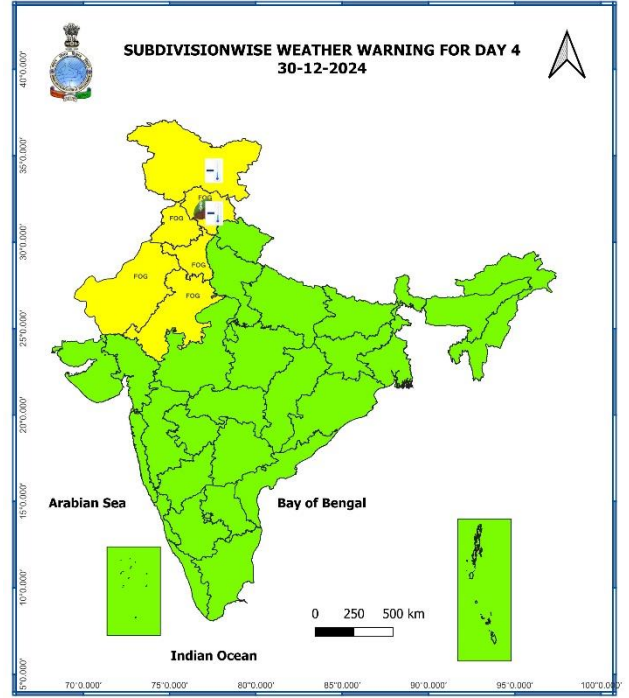 SUBDIVISIONWISE WEATHER WARNING FOR DAY 4
30-12-2024
40°0.000'
35°0.000'
30°0.000'
25°0.000'
20°0.000'
15°0.000'
10°0.000'
5°0.000'
FOG
FOG
FOG
FOG
FOG
Arabian Sea
Bay of Bengal
0 250 500 km
Indian Ocean
70°0.000' 75°0.000' 80°0.000' 85°0.000' 90°0.000' 95°0.000' 100°0.000'